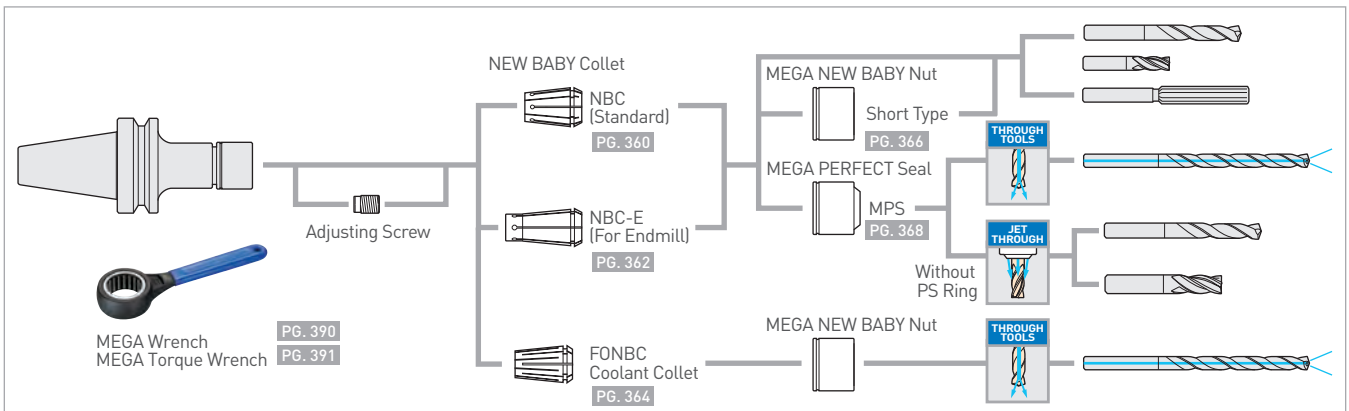 NEW BABY Collet
NBC
(Standard)
PG. 360
MEGA NEW BABY Nut
Short Type
PG. 366
THROUGH
TOOLS
MEGA PERFECT Seal
MPS
PG. 368
Adjusting Screw
NBC-E
(For Endmill)
PG. 362
JET
THROUGH
Without
PS Ring
MEGA Wrench
PG. 390
MEGA Torque Wrench
PG. 391
FONBC
Coolant Collet
PG. 364
MEGA NEW BABY Nut
THROUGH
TOOLS